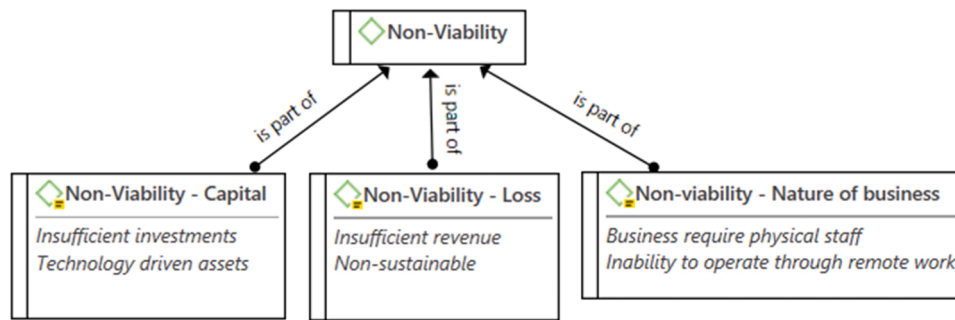 Non-Viability
is part of
is part of
is part of
Non-Viability - Capital
Insufficient investments
Technology driven assets
Non-Viability - Loss
Insufficient revenue
Non-sustainable
Non-viability - Nature of business
Business require physical staff
Inability to operate through remote work